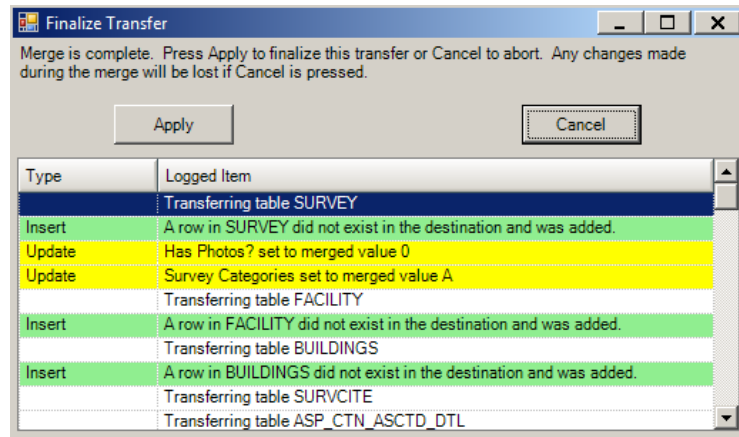 Finalize Transfer
Merge is complete. Press Apply to finalize this transfer or Cancel to abort. Any changes made
during the merge will be lost if Cancel is pressed.
Apply Cancel
Type Logged Item
Transferring table SURVEY
Insert A row in SURVEY did not exist in the destination and was added.
Update Has Photos? set to merged value 0
Update Survey Categories set to merged value A
Transferring table FACILITY
Insert A row in FACILITY did not exist in the destination and was added.
Transferring table BUILDINGS
Insert A row in BUILDINGS did not exist in the destination and was added.
Transferring table SURVCITE
Transferring table ASP_CTN_ASCTD_DTL